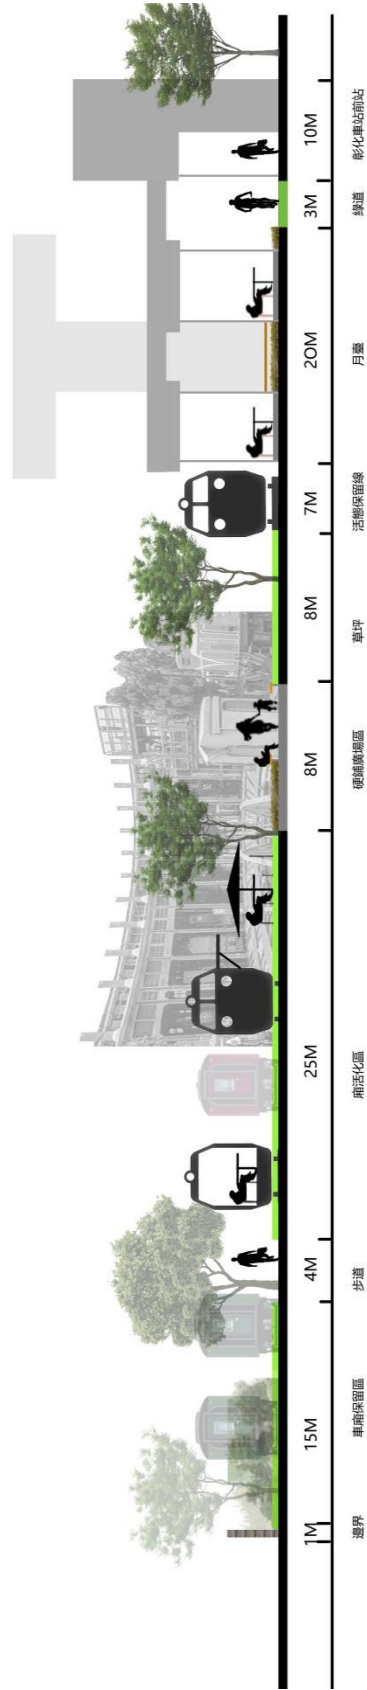 10M
彰化車站前站
3M
綠道
20M
月臺
7M
活態保留線
8M
草坪
8M
硬鋪廣場區
25M
廂活化區
4M
步道
15M
車廂保留區
1M
邊界